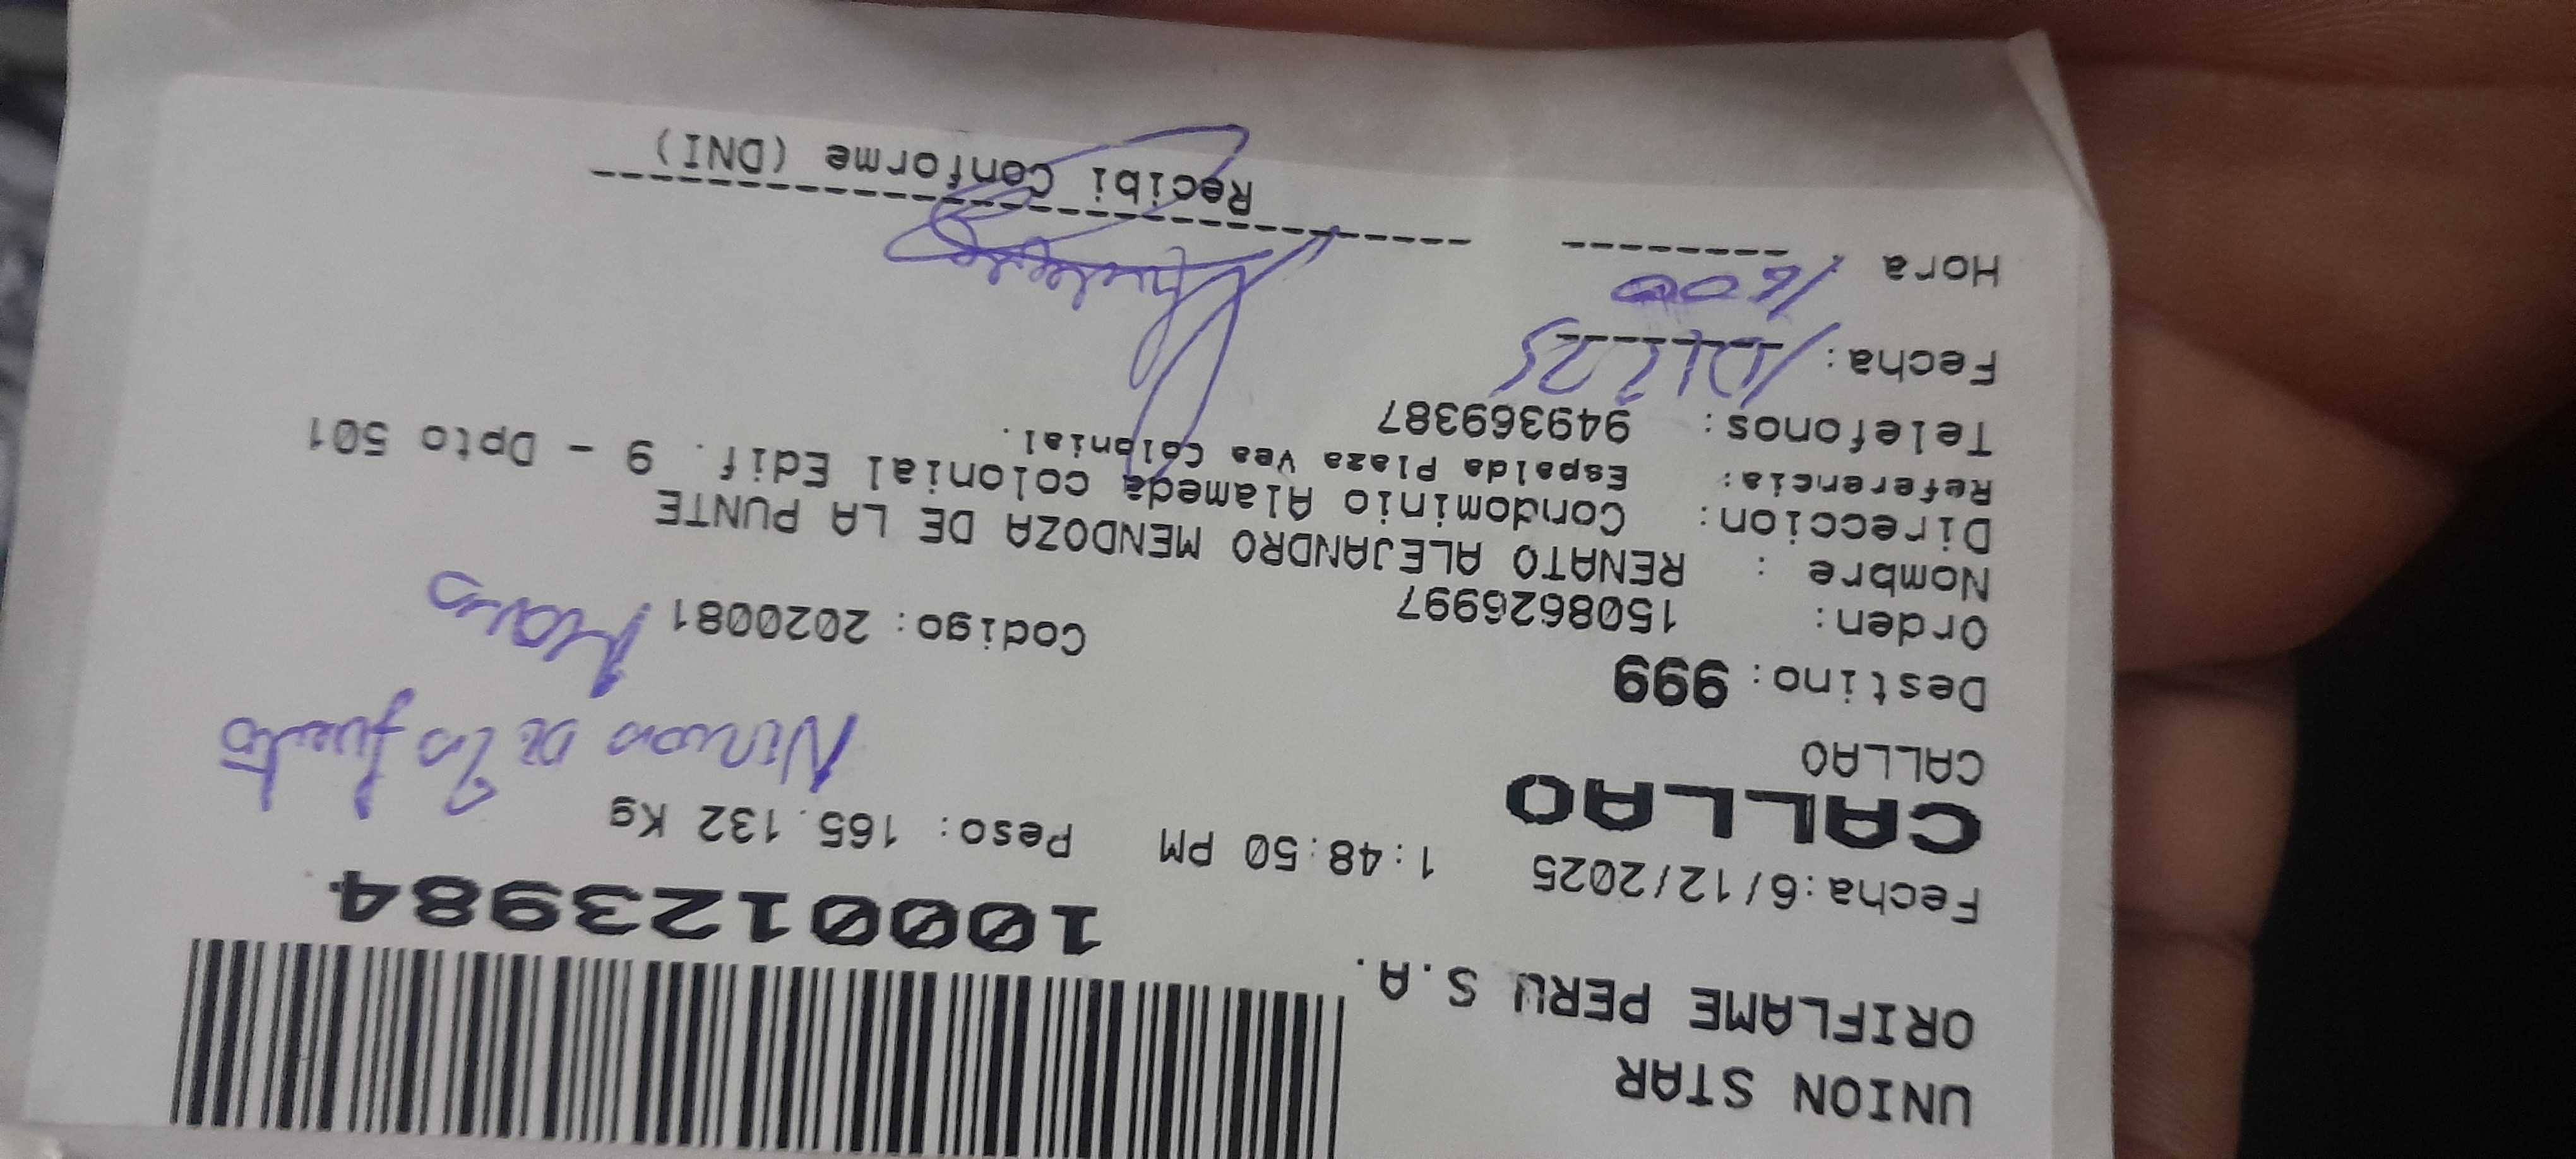 UNION STAR
ORIFLAME PERU S.A.
1000123984
Fecha:6/12/2025 1:48:50 PM Peso: 165.132 Kg
CALLAO
CALLAO
Destino: 999
Orden: 1508626997 Codigo: 2020081
Nombre : RENATO ALEJANDRO MENDOZA DE LA PUNTE
Direccion: Condominio Alameda colonial Edif. 9 - Dpto 501
Referencia: Espalda Plaza Vea Colonial.
Telefonos: 949369387
Fecha:
Hora : 1600
Recibi Conforme (DNI)